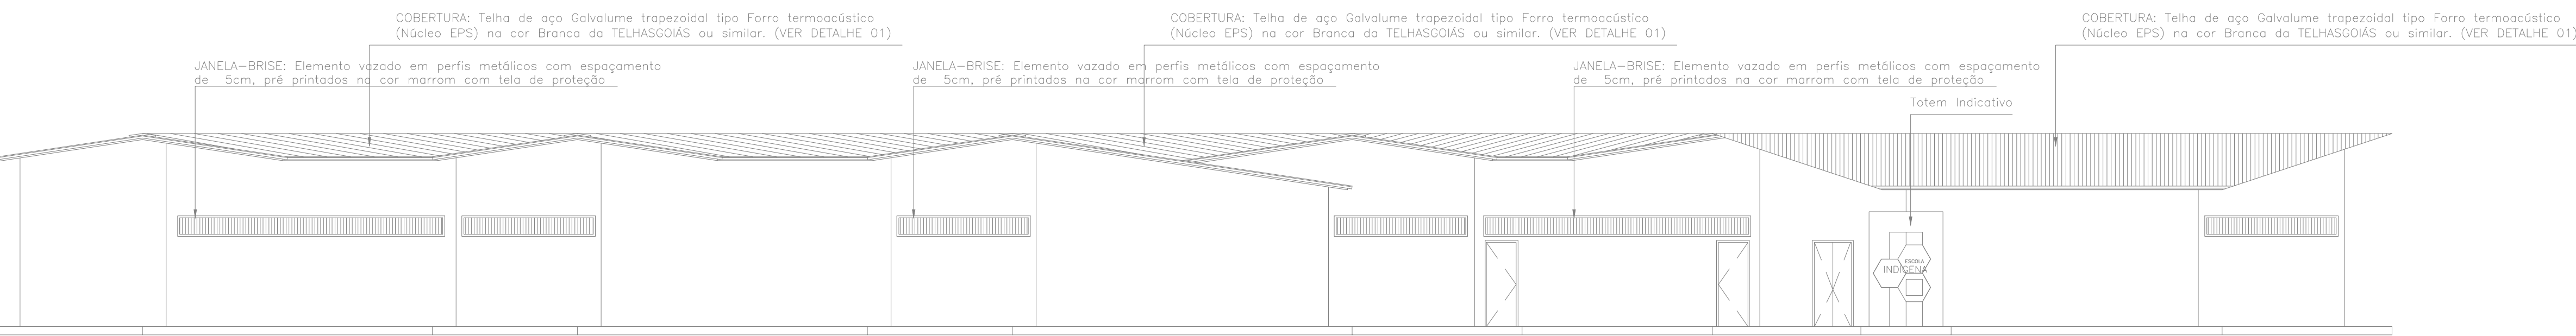 COBERTURA: Telha de aço Galvalume trapezoidal tipo Forro termoacústico
(Núcleo EPS) na cor Branca da TELHASGOIÁS ou similar. (VER DETALHE 01)
COBERTURA: Telha de aço Galvalume trapezoidal tipo Forro termoacústico
(Núcleo EPS) na cor Branca da TELHASGOIÁS ou similar. (VER DETALHE 01)
COBERTURA: Telha de aço Galvalume trapezoidal tipo Forro termoacústico
(Núcleo EPS) na cor Branca da TELHASGOIÁS ou similar. (VER DETALHE 01)
JANELA-BRISE: Elemento vazado em perfis metálicos com espaçamento
de 5cm, pré printados na cor marrom com tela de proteção
JANELA-BRISE: Elemento vazado em perfis metálicos com espaçamento
de 5cm, pré printados na cor marrom com tela de proteção
JANELA-BRISE: Elemento vazado em perfis metálicos com espaçamento
de 5cm, pré printados na cor marrom com tela de proteção
Totem Indicativo
ESCOLA
INDÍGENA